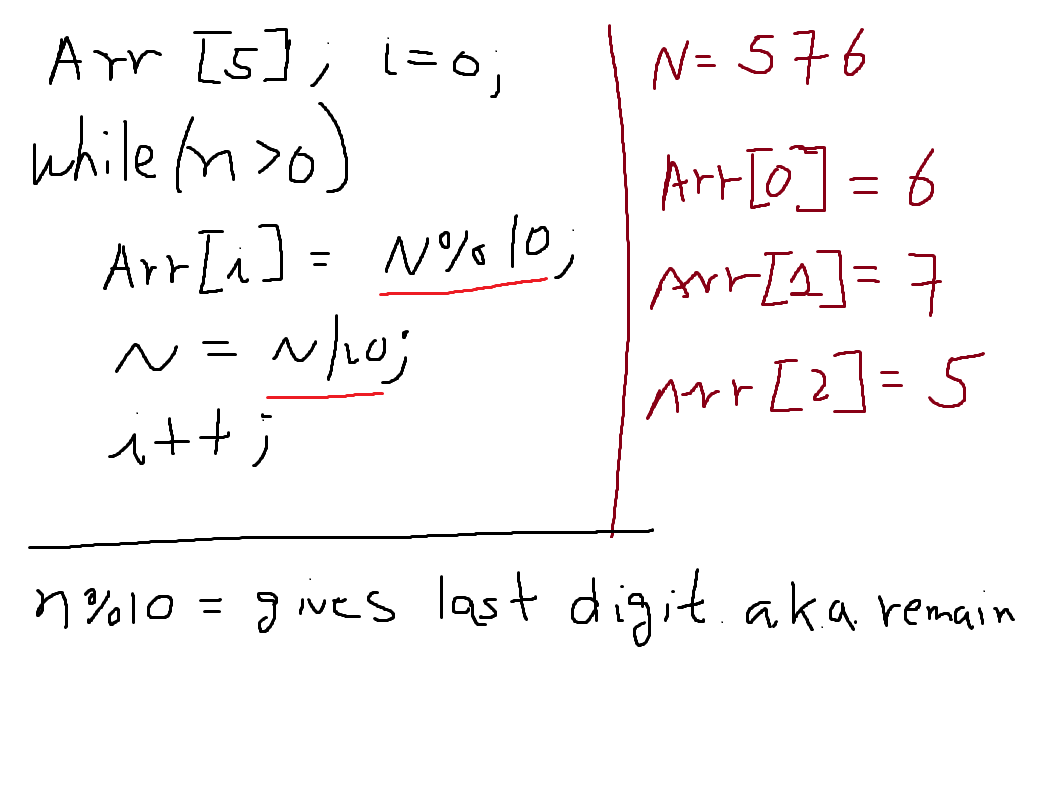 Arr [5], i=0;
while(n>0)
Arr[i] = N%10;
N = N/10;
i++;
N= 576
Arr[0] = 6
Arr[1]= 7
Arr[2]= 5
n%10 = gives last digit a.k.a. remain